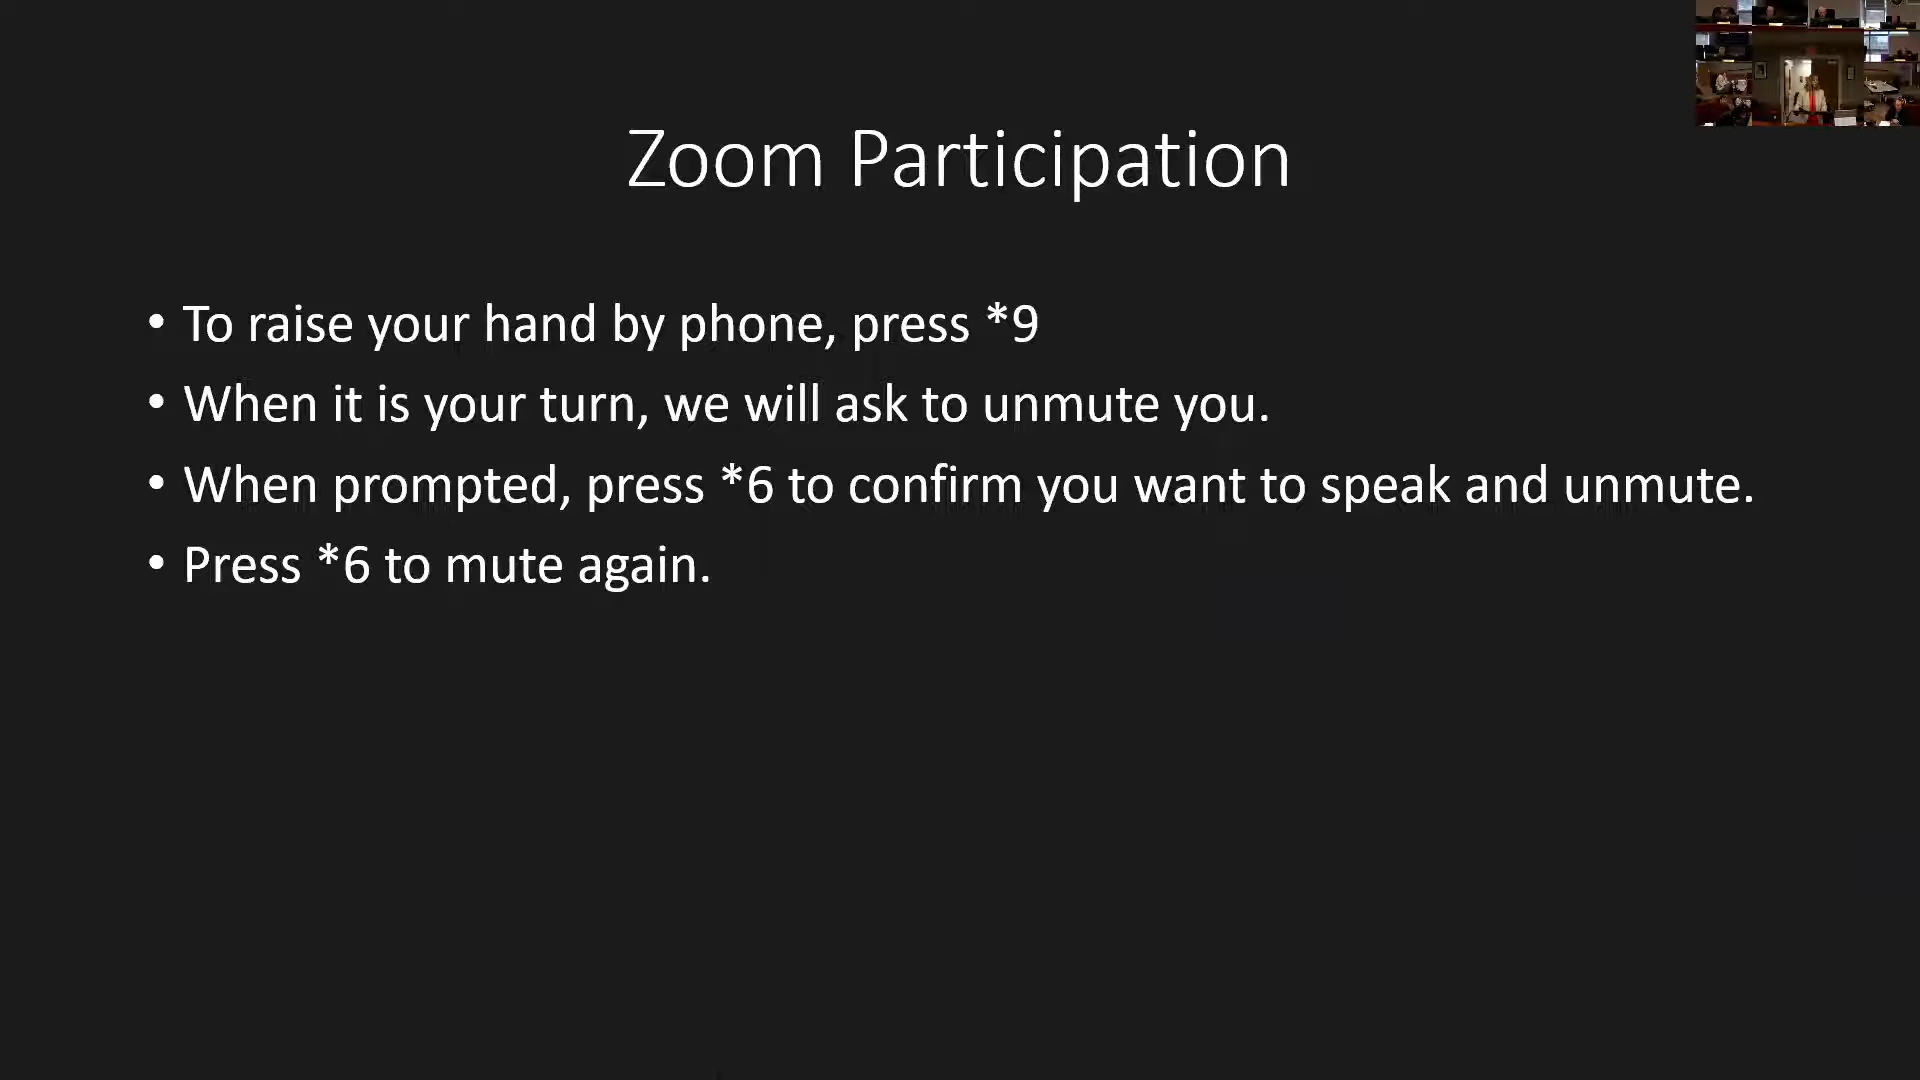 Zoom Participation
• To raise your hand by phone, press *9
• When it is your turn, we will ask to unmute you.
• When prompted, press *6 to confirm you want to speak and unmute.
• Press *6 to mute again.